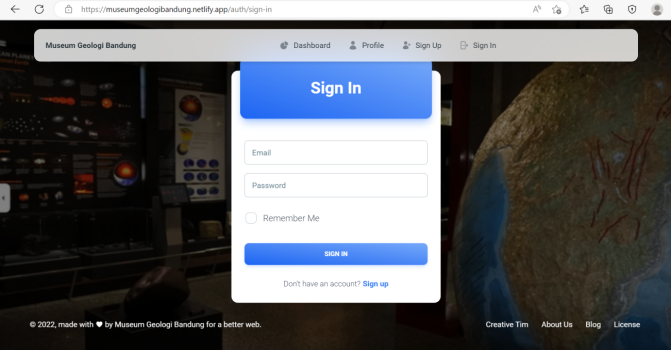 https://museumgeologibandung.netlify.app/auth/sign-in
Museum Geologi Bandung Dashboard Profile Sign Up Sign In
Sign In
Email
Password
Remember Me
SIGN IN
Don't have an account? Sign up
© 2022, made with ♥ by Museum Geologi Bandung for a better web. Creative Tim About Us Blog License